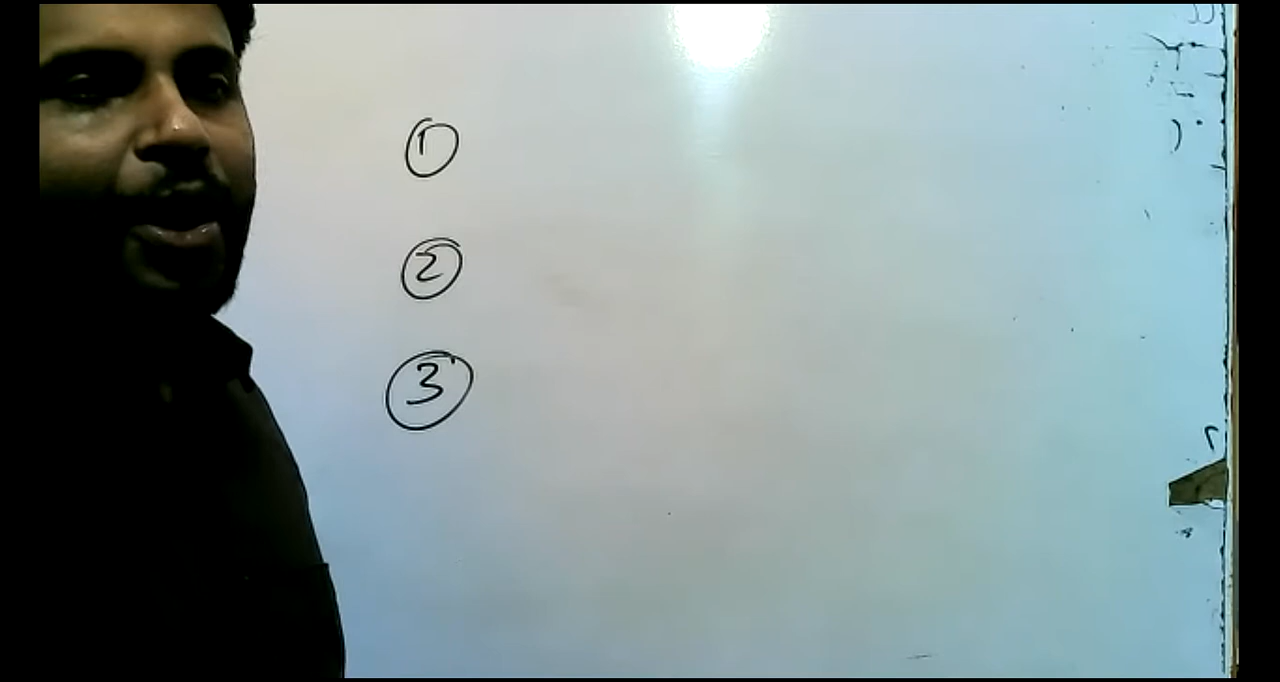 ①
②
③